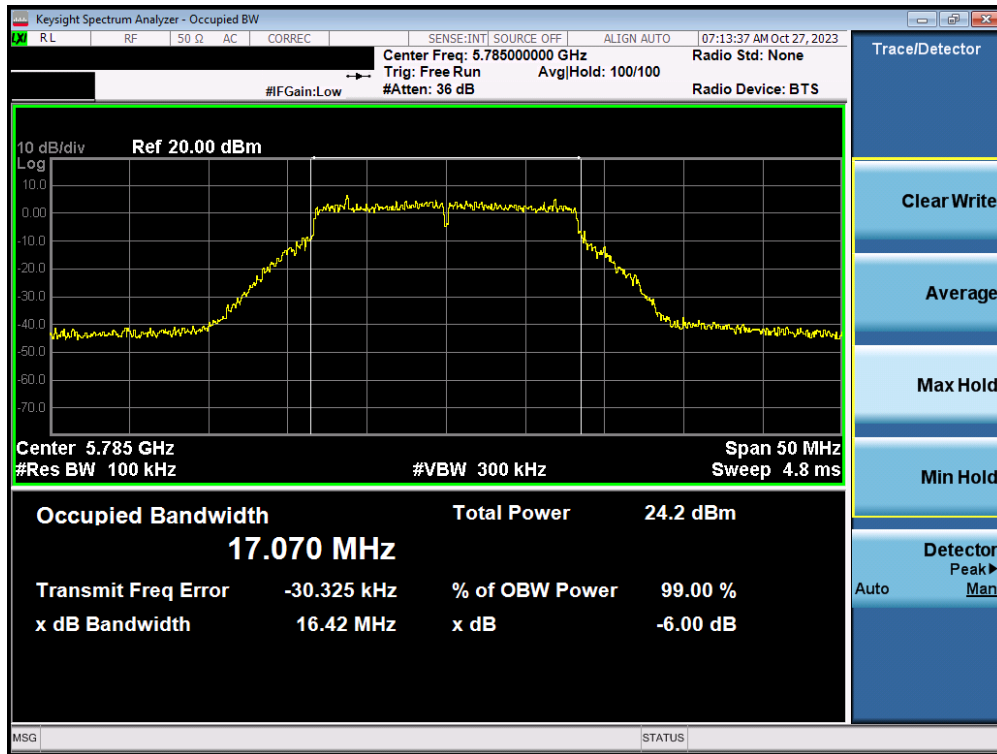 Keysight Spectrum Analyzer - Occupied BW
LXI RL RF 50 Ω AC CORREC SENSE:INT SOURCE OFF ALIGN AUTO 07:13:37 AM Oct 27, 2023
Center Freq: 5.785000000 GHz Radio Std: None
Trig: Free Run Avg|Hold: 100/100
#IFGain:Low #Atten: 36 dB Radio Device: BTS
Trace/Detector
10 dB/div Ref 20.00 dBm
Log
10.0
0.00
-10.0
-20.0
-30.0
-40.0
-50.0
-60.0
-70.0
Center 5.785 GHz Span 50 MHz
#Res BW 100 kHz #VBW 300 kHz Sweep 4.8 ms
Occupied Bandwidth Total Power 24.2 dBm
17.070 MHz
Transmit Freq Error -30.325 kHz % of OBW Power 99.00 %
x dB Bandwidth 16.42 MHz x dB -6.00 dB
Clear Write
Average
Max Hold
Min Hold
Detector
Peak▶
Auto Man
MSG STATUS